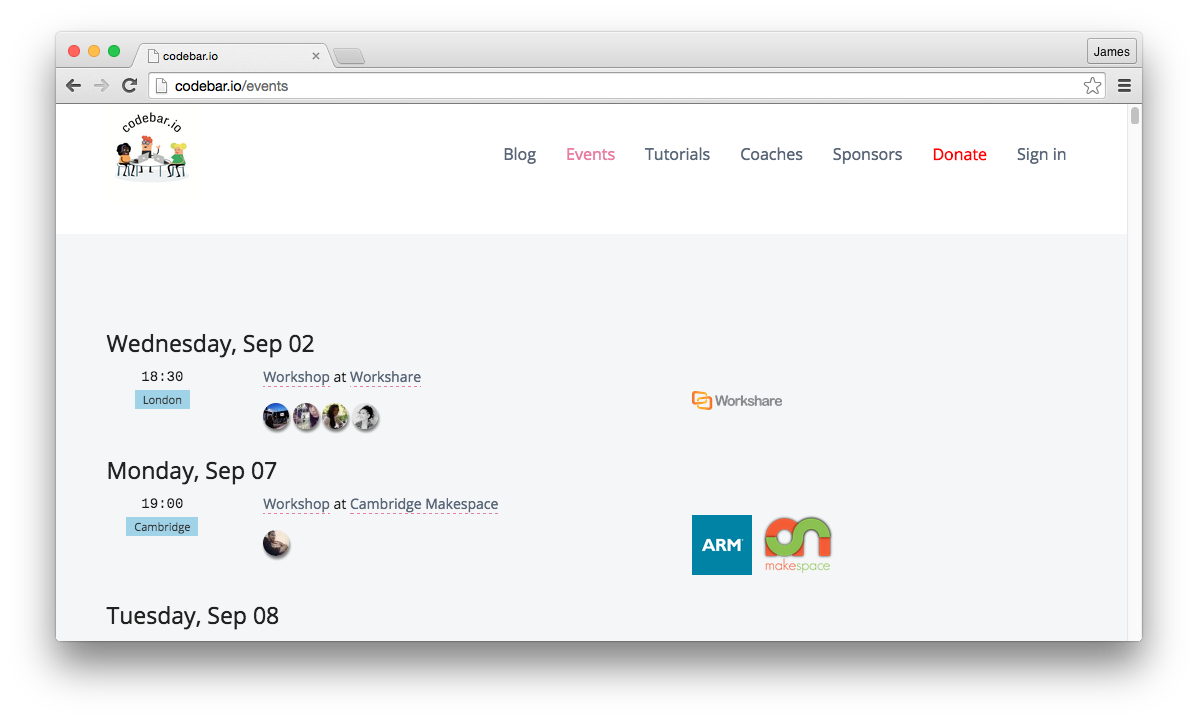 codebar.io
James
codebar.io/events
codebar.io
Blog Events Tutorials Coaches Sponsors Donate Sign in
Wednesday, Sep 02
18:30 Workshop at Workshare
London
Workshare
Monday, Sep 07
19:00 Workshop at Cambridge Makespace
Cambridge
ARM
makespace
Tuesday, Sep 08